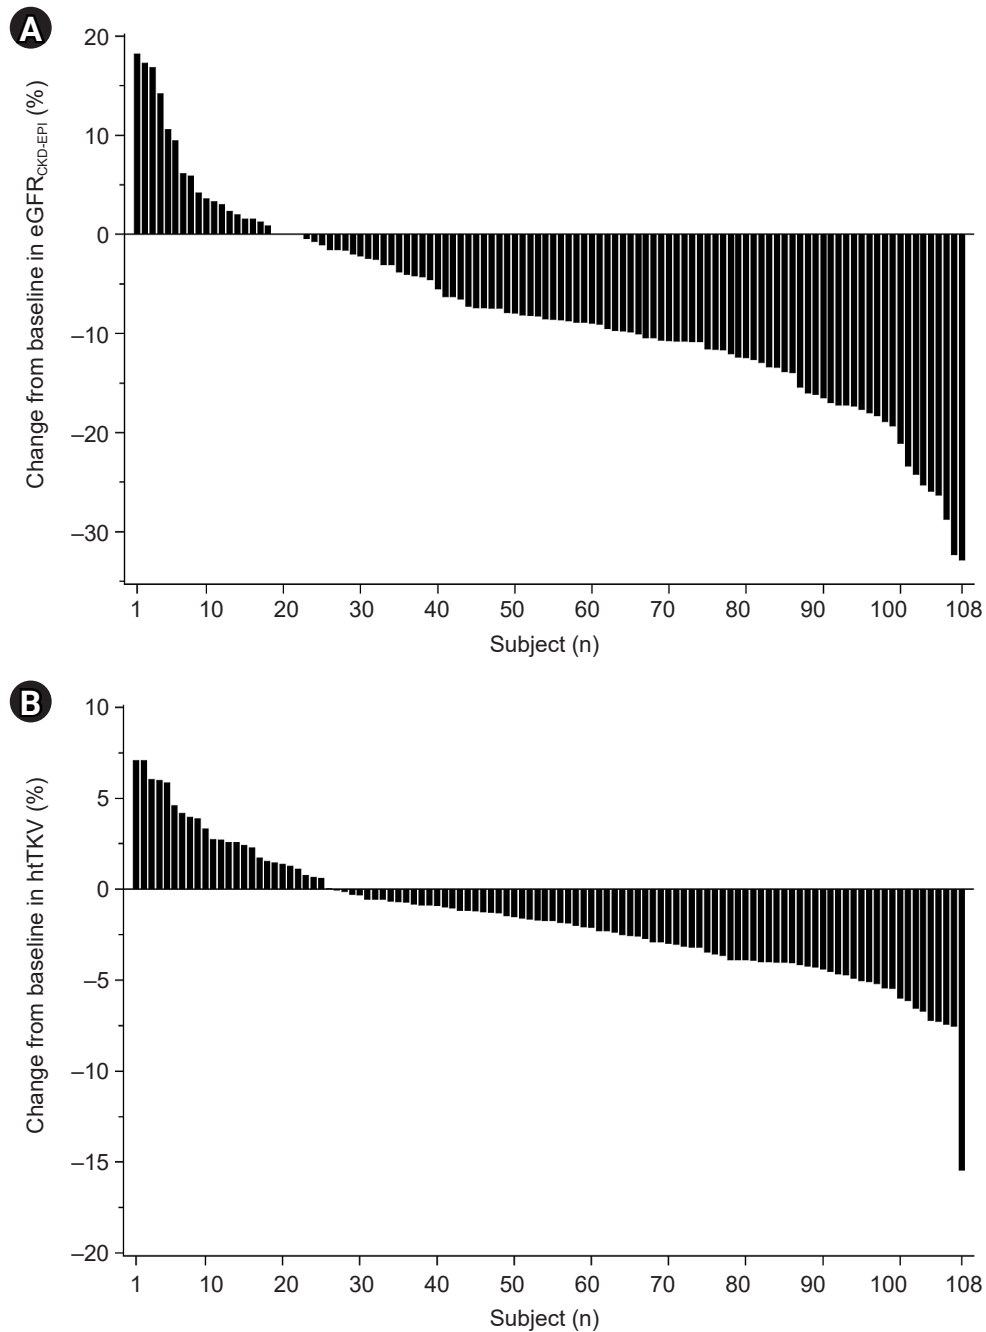 A
Change from baseline in eGFRCKD-EPI (%)
20
10
0
–10
–20
–30
1 10 20 30 40 50 60 70 80 90 100 108
Subject (n)
B
Change from baseline in htTKV (%)
10
5
0
–5
–10
–15
–20
1 10 20 30 40 50 60 70 80 90 100 108
Subject (n)